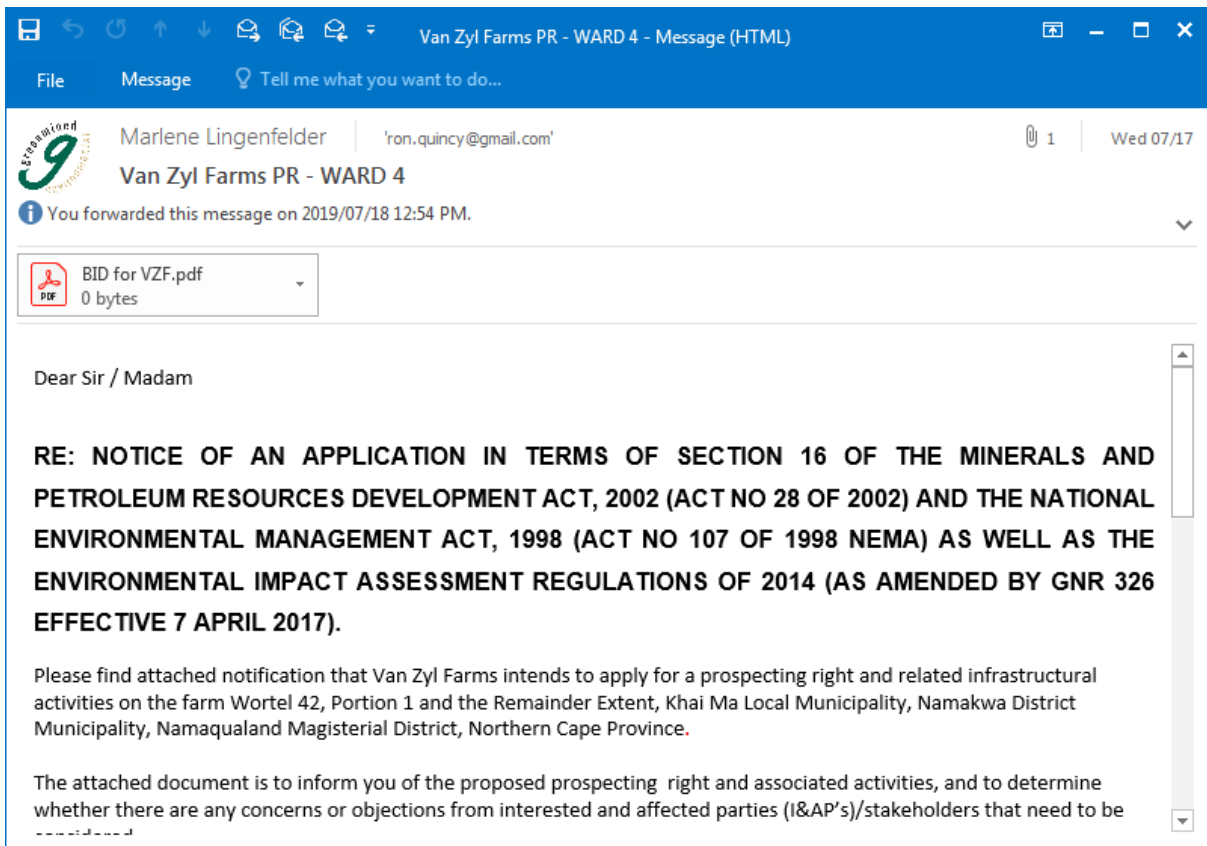 Van Zyl Farms PR - WARD 4 - Message (HTML)
File Message Tell me what you want to do...
greenmined
Marlene Lingenfelder 'ron.quincy@gmail.com' 1 Wed 07/17
Van Zyl Farms PR - WARD 4
You forwarded this message on 2019/07/18 12:54 PM.
BID for VZF.pdf
PDF 0 bytes
Dear Sir / Madam
RE: NOTICE OF AN APPLICATION IN TERMS OF SECTION 16 OF THE MINERALS AND
PETROLEUM RESOURCES DEVELOPMENT ACT, 2002 (ACT NO 28 OF 2002) AND THE NATIONAL
ENVIRONMENTAL MANAGEMENT ACT, 1998 (ACT NO 107 OF 1998 NEMA) AS WELL AS THE
ENVIRONMENTAL IMPACT ASSESSMENT REGULATIONS OF 2014 (AS AMENDED BY GNR 326
EFFECTIVE 7 APRIL 2017).
Please find attached notification that Van Zyl Farms intends to apply for a prospecting right and related infrastructural
activities on the farm Wortel 42, Portion 1 and the Remainder Extent, Khai Ma Local Municipality, Namakwa District
Municipality, Namaqualand Magisterial District, Northern Cape Province.
The attached document is to inform you of the proposed prospecting right and associated activities, and to determine
whether there are any concerns or objections from interested and affected parties (I&AP's)/stakeholders that need to be